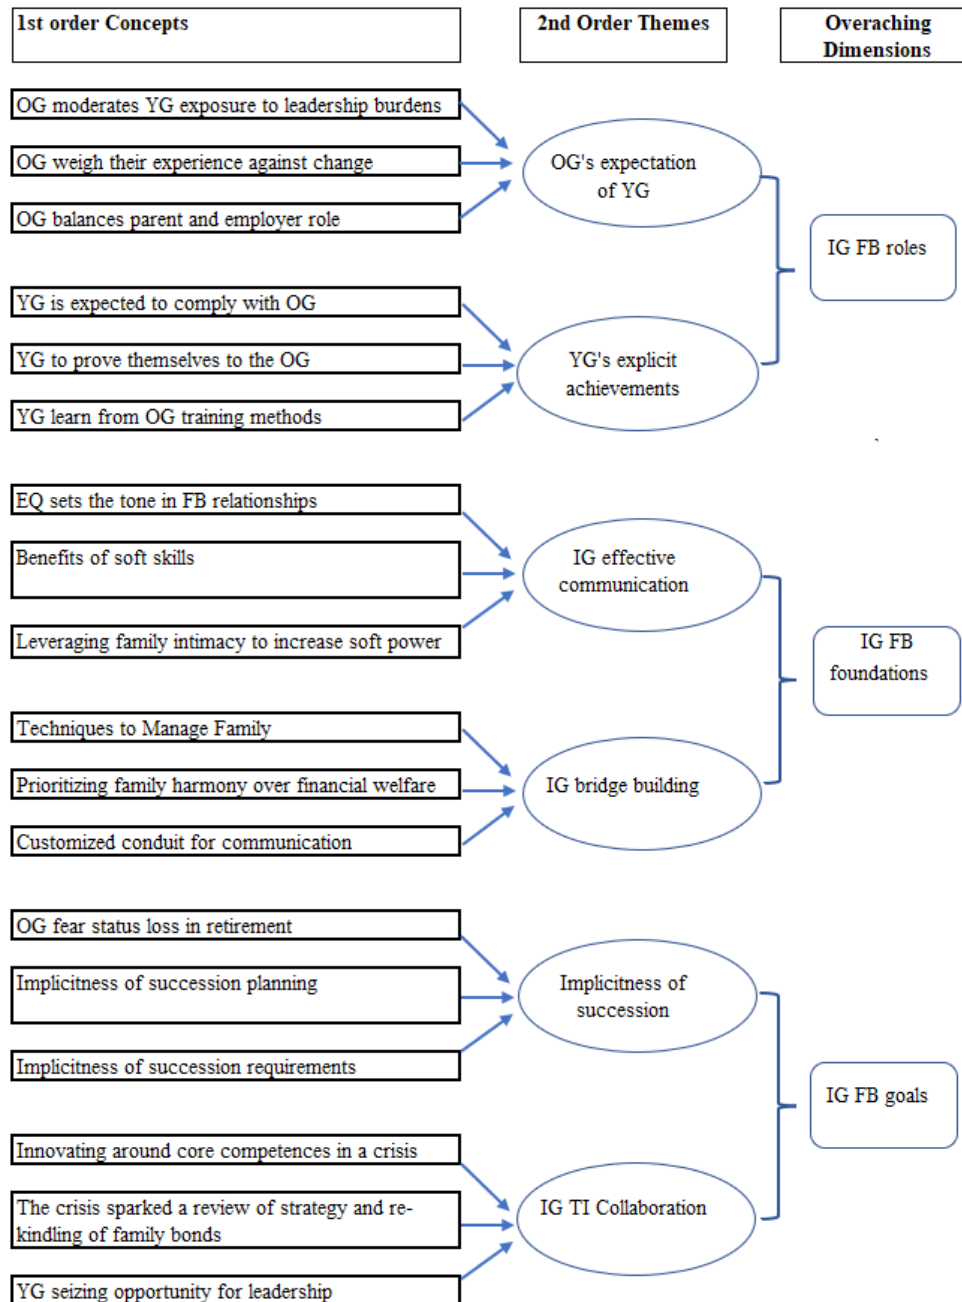 1st order Concepts
2nd Order Themes
Overaching
Dimensions
OG moderates YG exposure to leadership burdens
OG weigh their experience against change
OG balances parent and employer role
OG's expectation
of YG
YG is expected to comply with OG
YG to prove themselves to the OG
YG learn from OG training methods
YG's explicit
achievements
IG FB roles
EQ sets the tone in FB relationships
Benefits of soft skills
Leveraging family intimacy to increase soft power
IG effective
communication
Techniques to Manage Family
Prioritizing family harmony over financial welfare
Customized conduit for communication
IG bridge building
IG FB
foundations
OG fear status loss in retirement
Implicitness of succession planning
Implicitness of succession requirements
Implicitness of
succession
Innovating around core competences in a crisis
The crisis sparked a review of strategy and re-
kindling of family bonds
YG seizing opportunity for leadership
IG TI Collaboration
IG FB goals